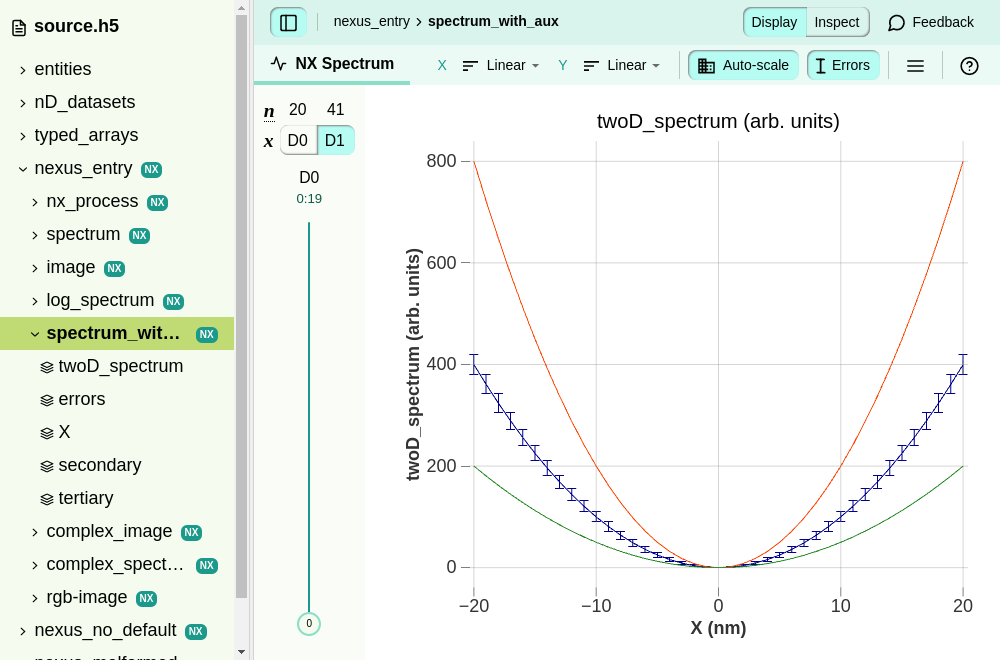 source.h5
entities
nD_datasets
typed_arrays
nexus_entry NX
nx_process NX
spectrum NX
image NX
log_spectrum NX
spectrum_wit... NX
twoD_spectrum
errors
X
secondary
tertiary
complex_image NX
complex_spect... NX
rgb-image NX
nexus_no_default NX
nexus_entry > spectrum_with_aux
Display Inspect Feedback
NX Spectrum X Linear Y Linear Auto-scale Errors
n 20 41
x D0 D1
D0
0:19
0
twoD_spectrum (arb. units)
twoD_spectrum (arb. units)
800
600
400
200
0
−20 −10 0 10 20
X (nm)